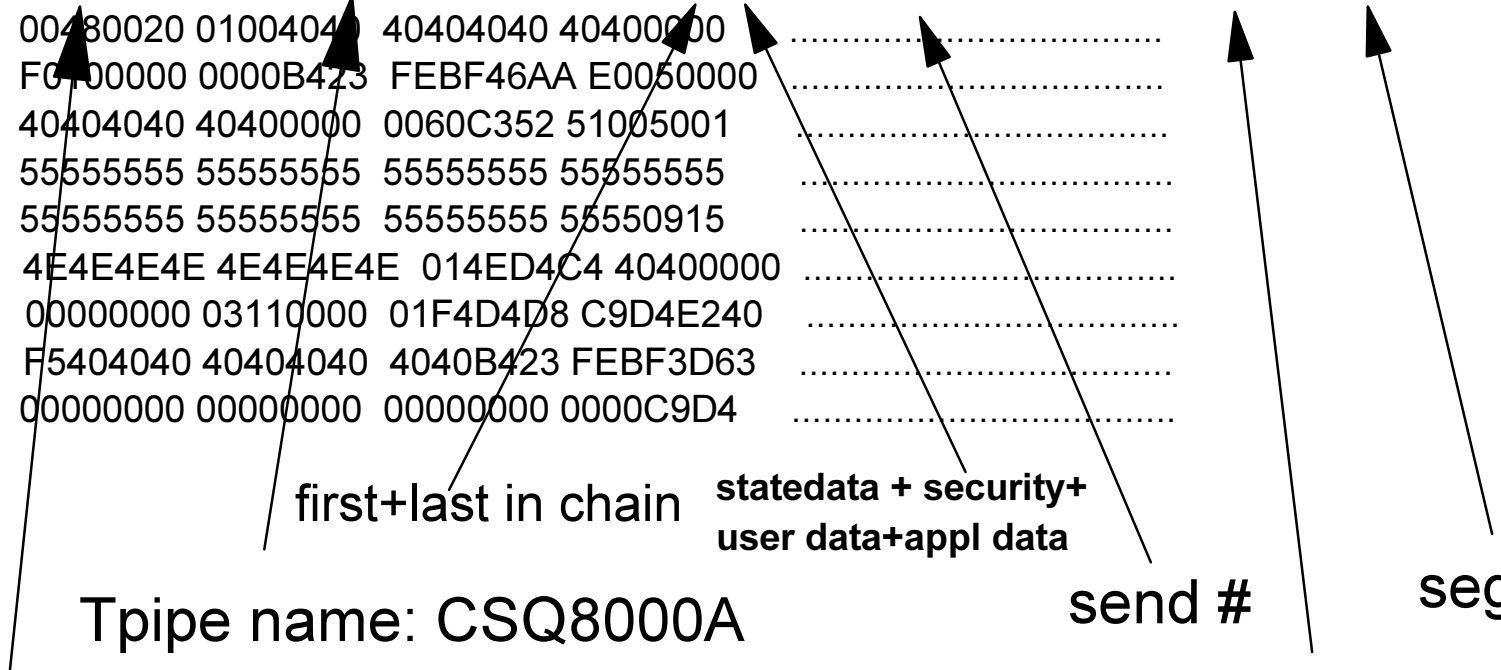 00480020 01004040 40404040 40400000 ..................................
F0100000 0000B423 FEBF46AA E0050000 ..................................
40404040 40400000 0060C352 51005001 ..................................
55555555 55555555 55555555 55555555 ..................................
55555555 55555555 55555555 55550915 ..................................
4E4E4E4E 4E4E4E4E 014ED4C4 40400000 ..................................
00000000 03110000 01F4D4D8 C9D4E240 ..................................
F5404040 40404040 4040B423 FEBF3D63 ..................................
00000000 00000000 00000000 0000C9D4 ..................................
first+last in chain
statedata + security+
user data+appl data
Tpipe name: CSQ8000A
send #
seg